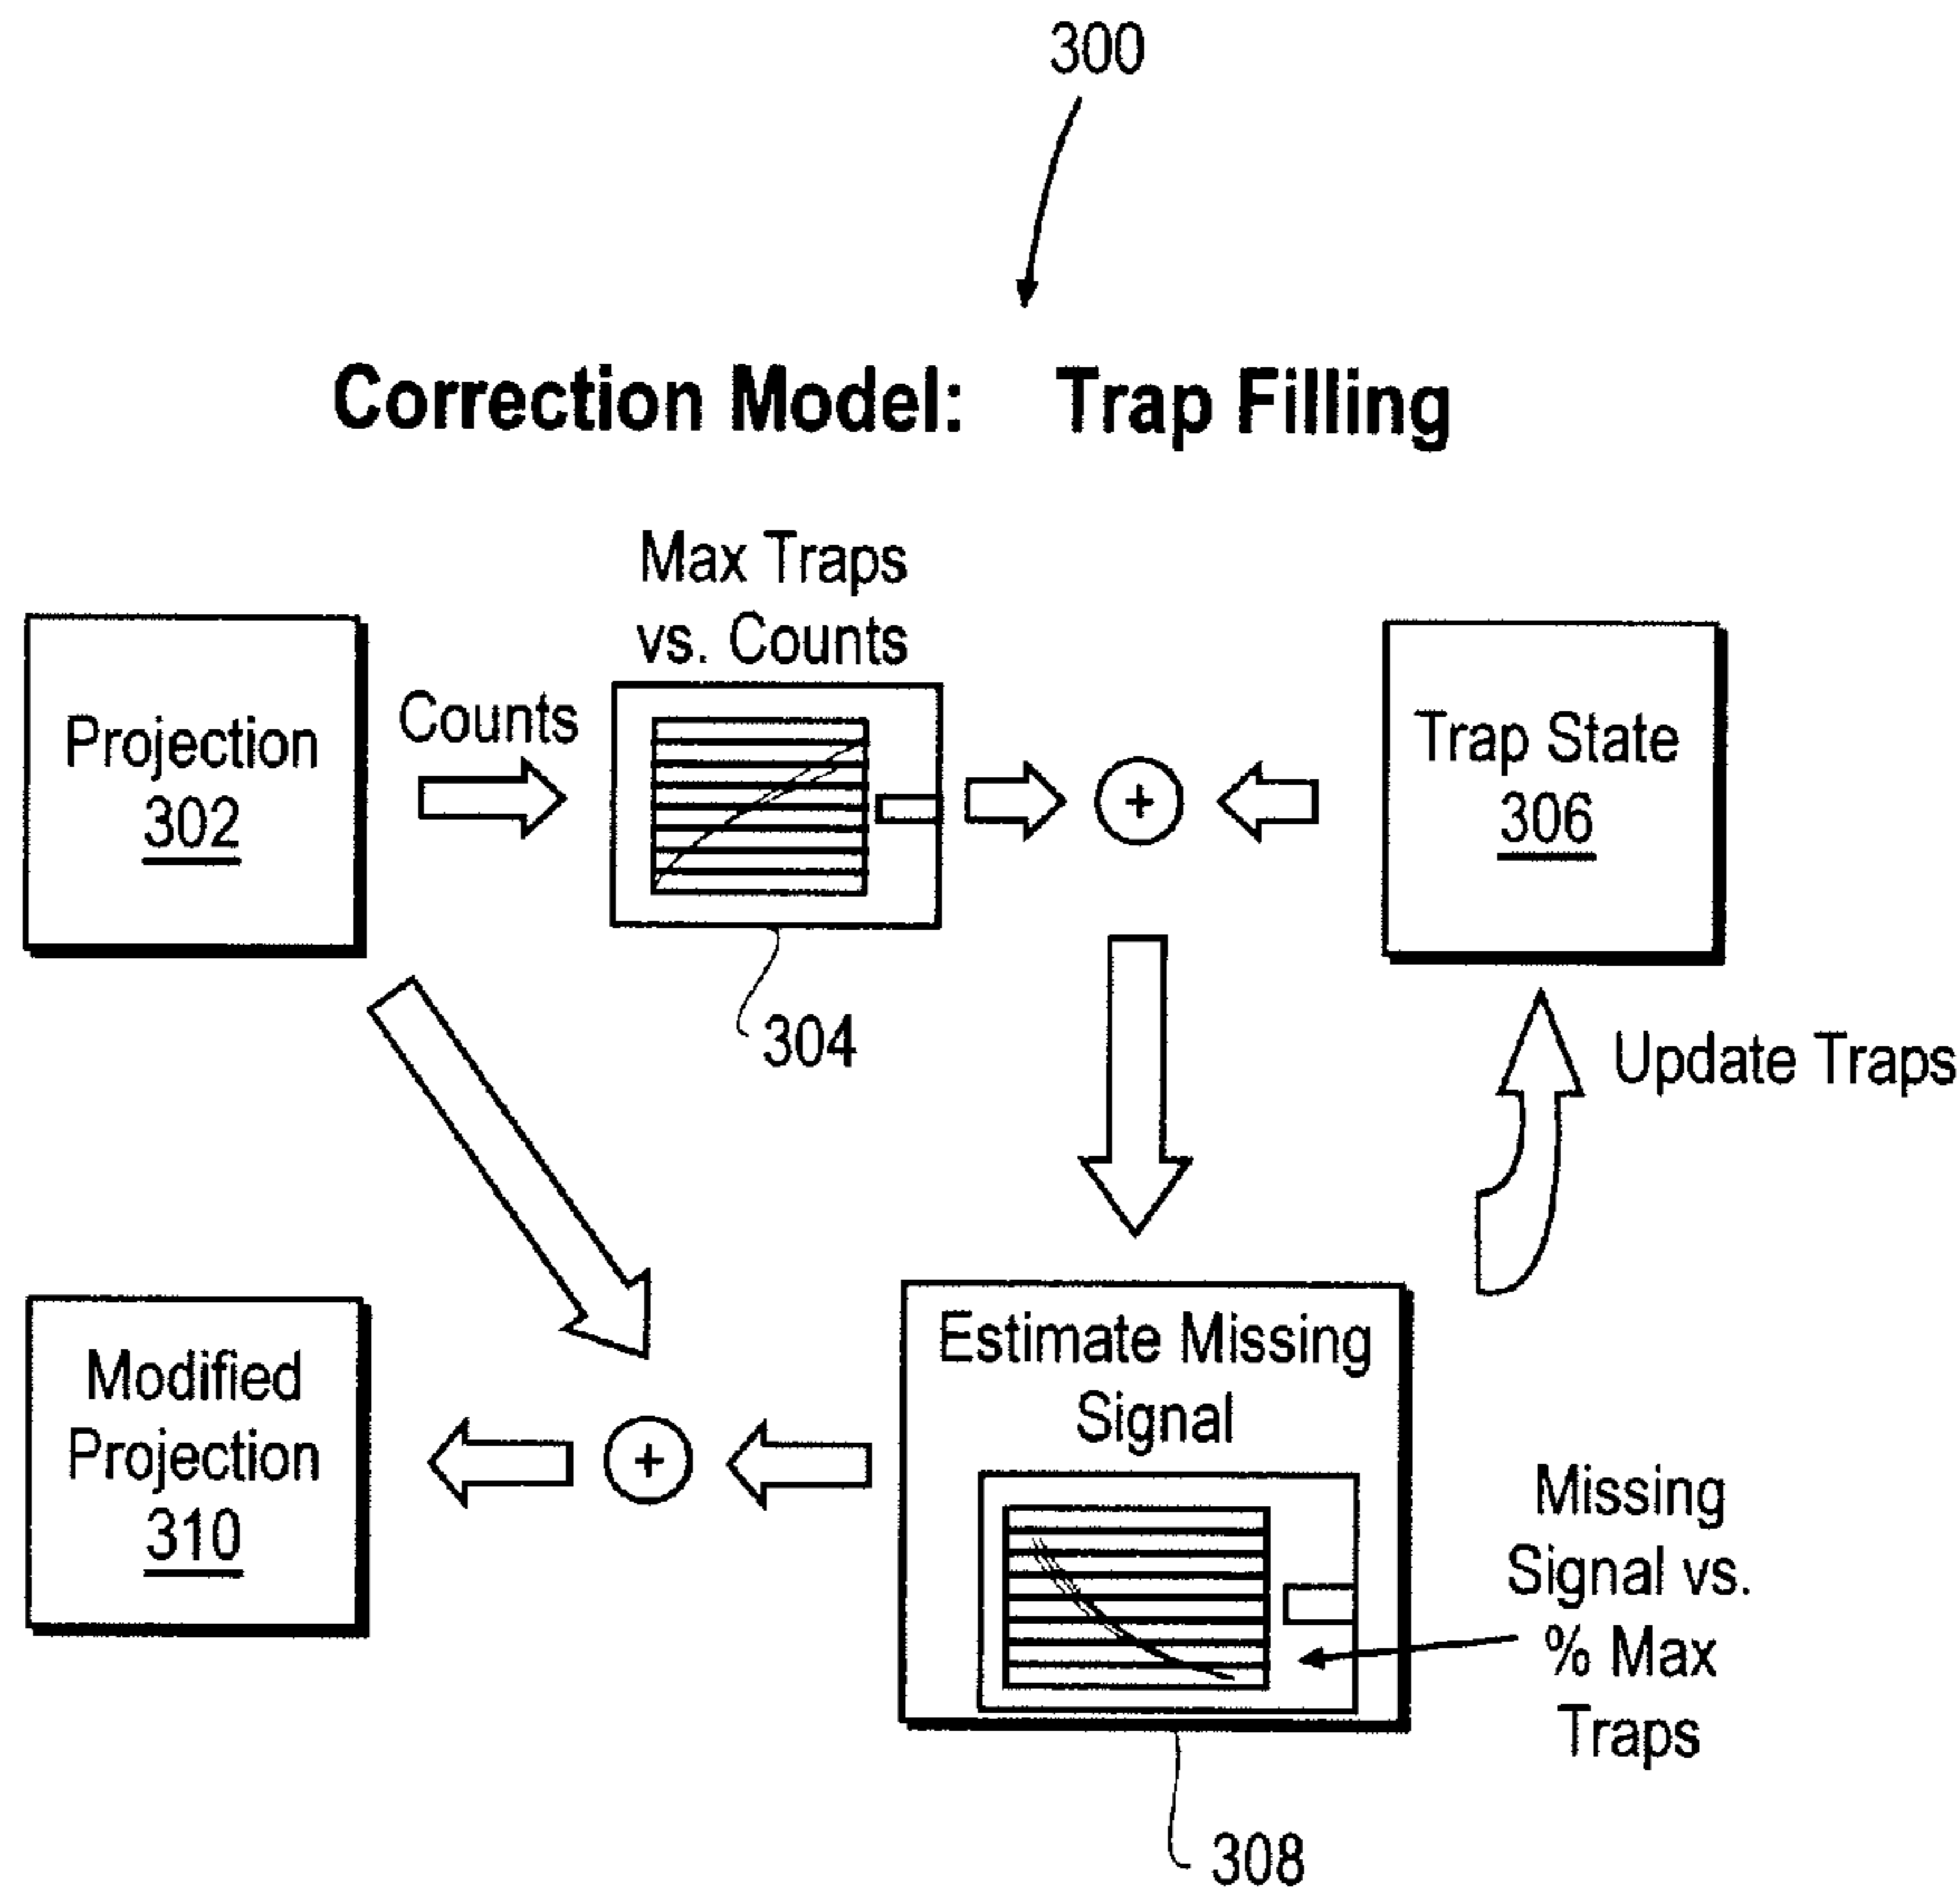 300
Correction Model: Trap Filling
Max Traps
vs. Counts
Projection
302
Counts
Trap State
306
304
Update Traps
Estimate Missing
Signal
Modified
Projection
310
Missing
Signal vs.
% Max
Traps
308